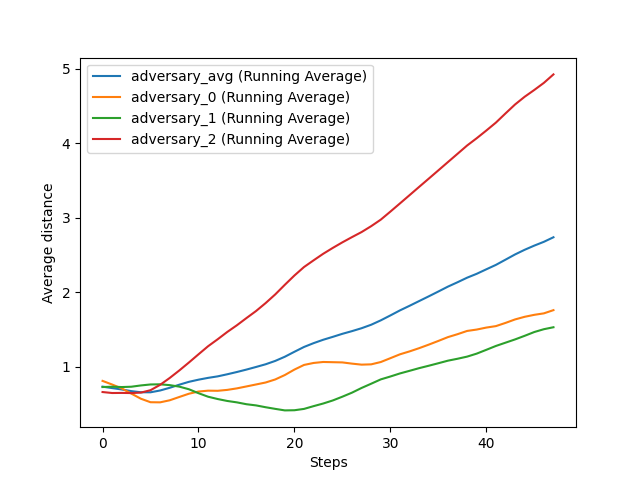 adversary_avg (Running Average)
adversary_0 (Running Average)
adversary_1 (Running Average)
adversary_2 (Running Average)
Average distance
5
4
3
2
1
0 10 20 30 40
Steps